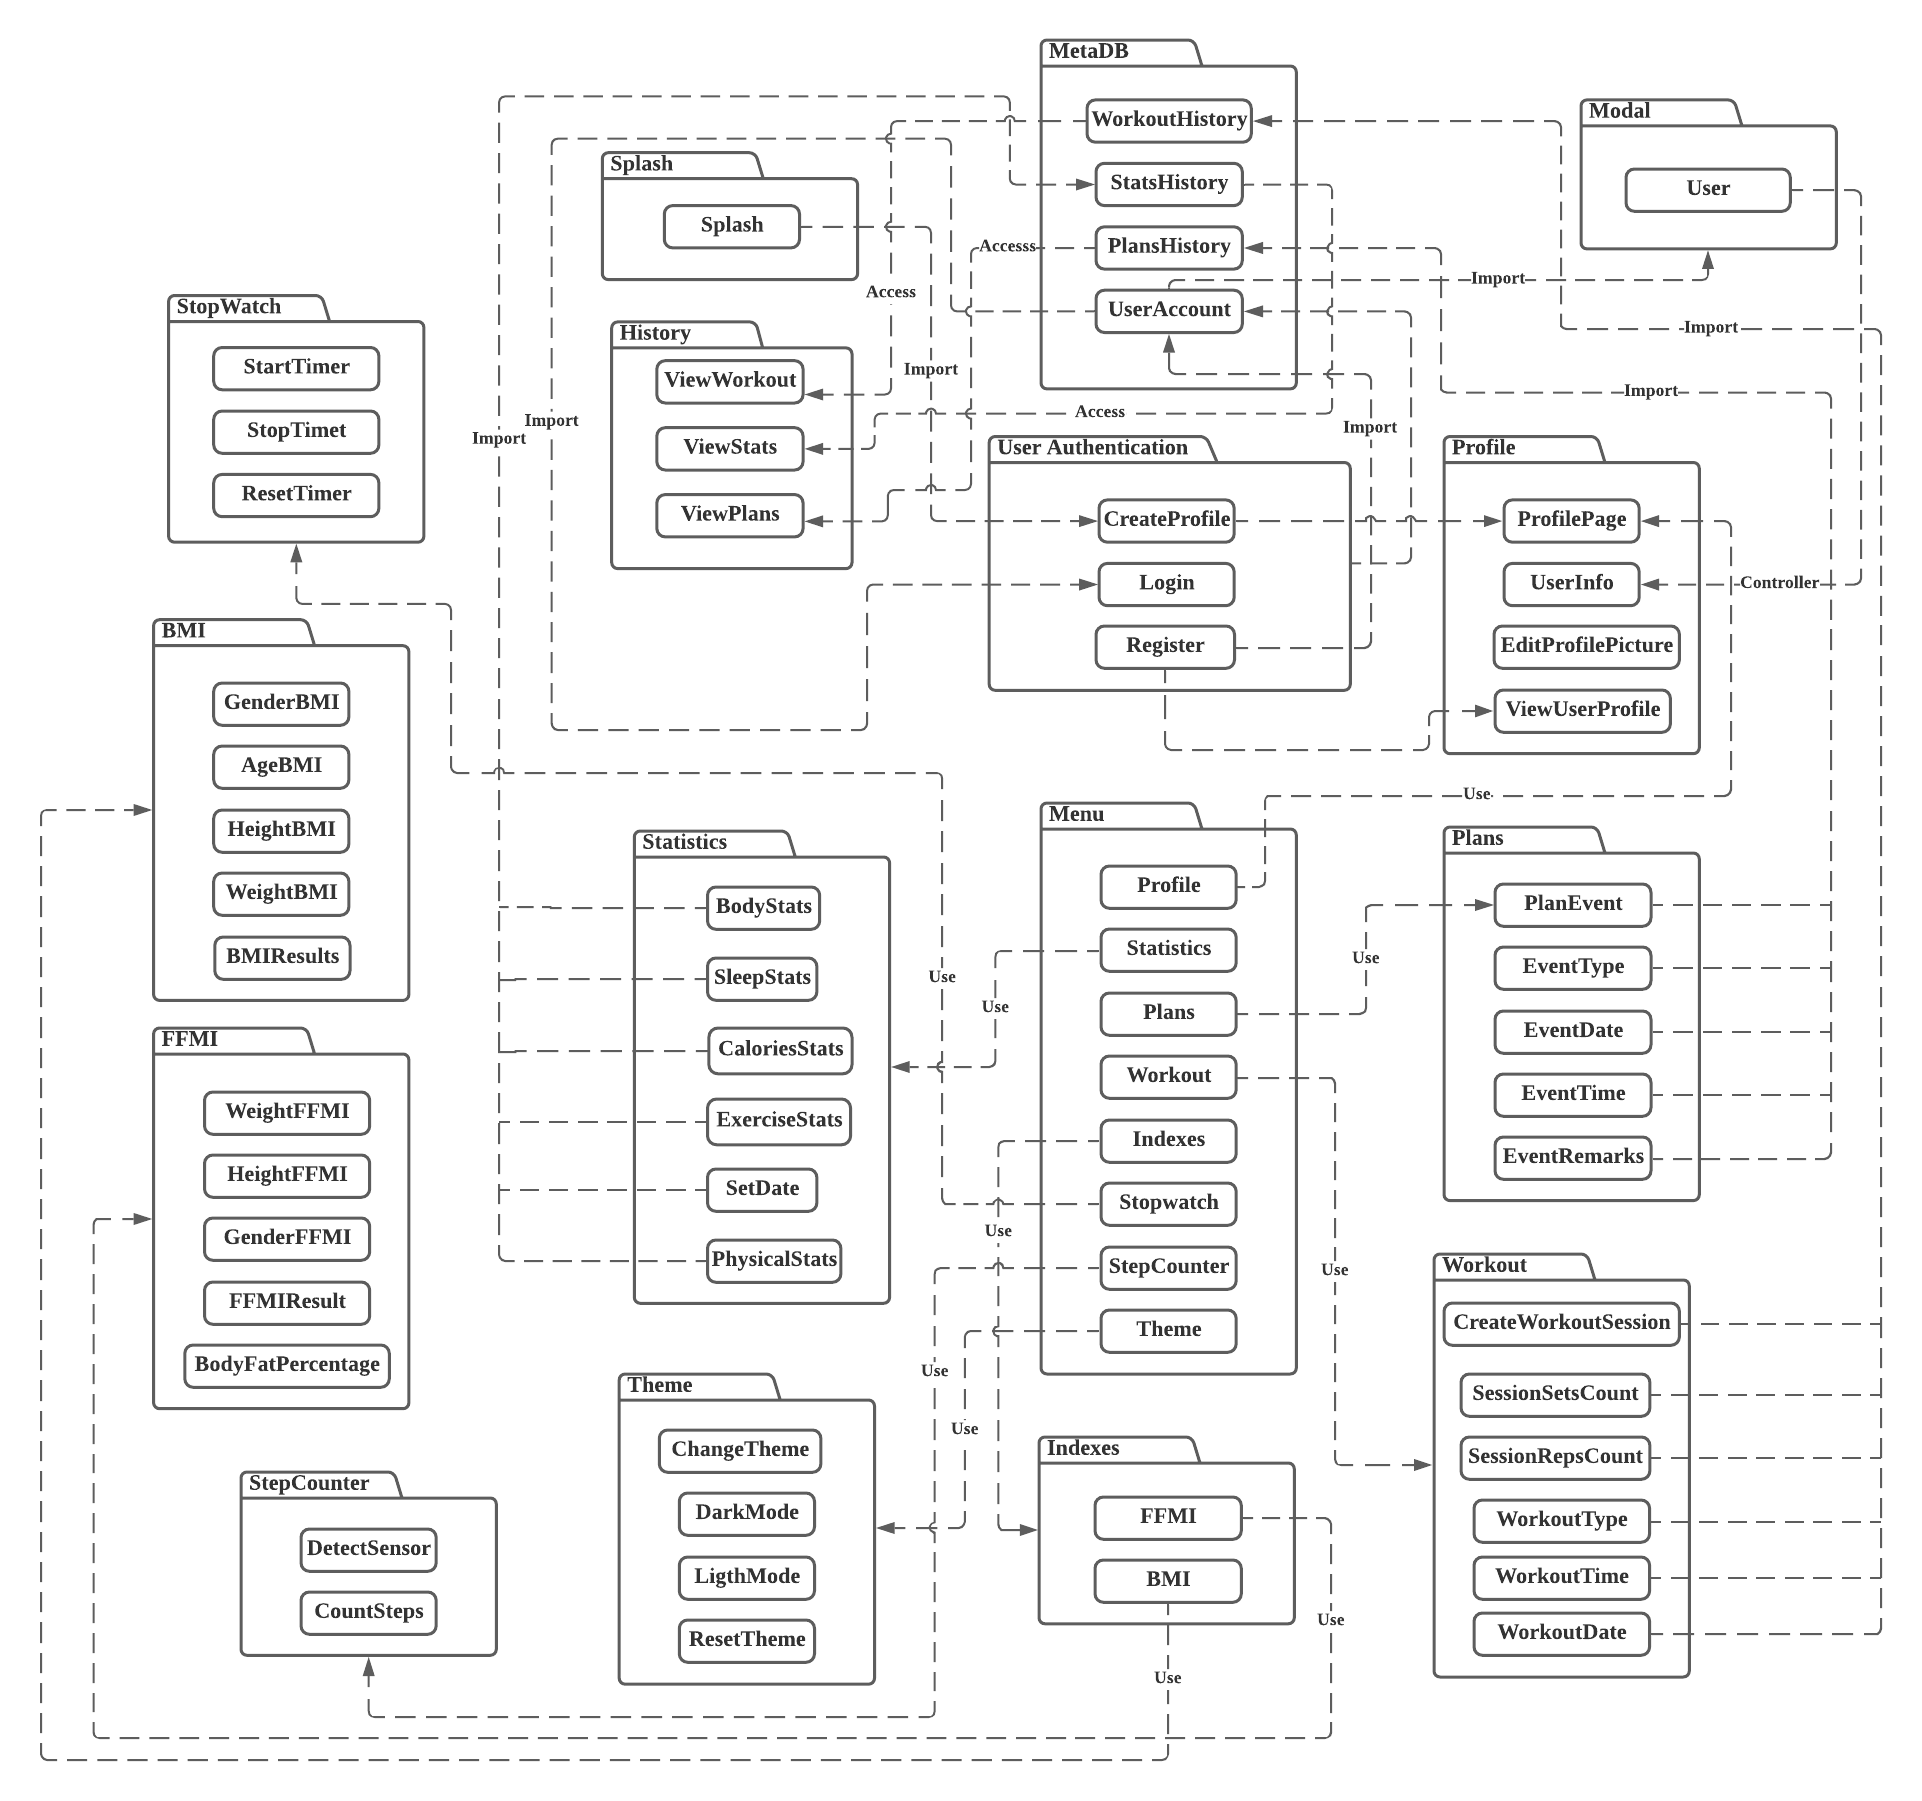 MetaDB
WorkoutHistory
StatsHistory
PlansHistory
UserAccount
Modal
User
Splash
Splash
StopWatch
StartTimer
StopTimet
ResetTimer
History
ViewWorkout
ViewStats
ViewPlans
Accesss
Access
Import
Import
Import
Import
Import
Access
Import
Import
User Authentication
CreateProfile
Login
Register
Profile
ProfilePage
UserInfo
EditProfilePicture
ViewUserProfile
Controller
BMI
GenderBMI
AgeBMI
HeightBMI
WeightBMI
BMIResults
Use
Statistics
BodyStats
SleepStats
CaloriesStats
ExerciseStats
SetDate
PhysicalStats
Use
Use
Menu
Profile
Statistics
Plans
Workout
Indexes
Stopwatch
StepCounter
Theme
Use
Plans
PlanEvent
EventType
EventDate
EventTime
EventRemarks
FFMI
WeightFFMI
HeightFFMI
GenderFFMI
FFMIResult
BodyFatPercentage
Use
Use
Use
Use
Workout
CreateWorkoutSession
SessionSetsCount
SessionRepsCount
WorkoutType
WorkoutTime
WorkoutDate
Theme
ChangeTheme
DarkMode
LigthMode
ResetTheme
Indexes
FFMI
BMI
Use
Use
StepCounter
DetectSensor
CountSteps